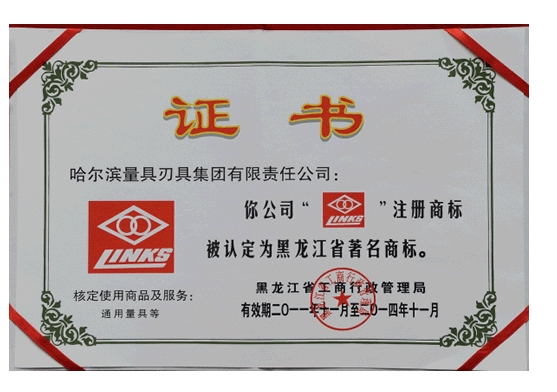 证书
哈尔滨量具刃具集团有限责任公司：
你公司“LINKS”注册商标
LINKS
被认定为黑龙江省著名商标。
核定使用商品及服务：
通用量具等
黑龙江省工商行政管理局
有效期二〇一一年十一月至二〇一四年十一月